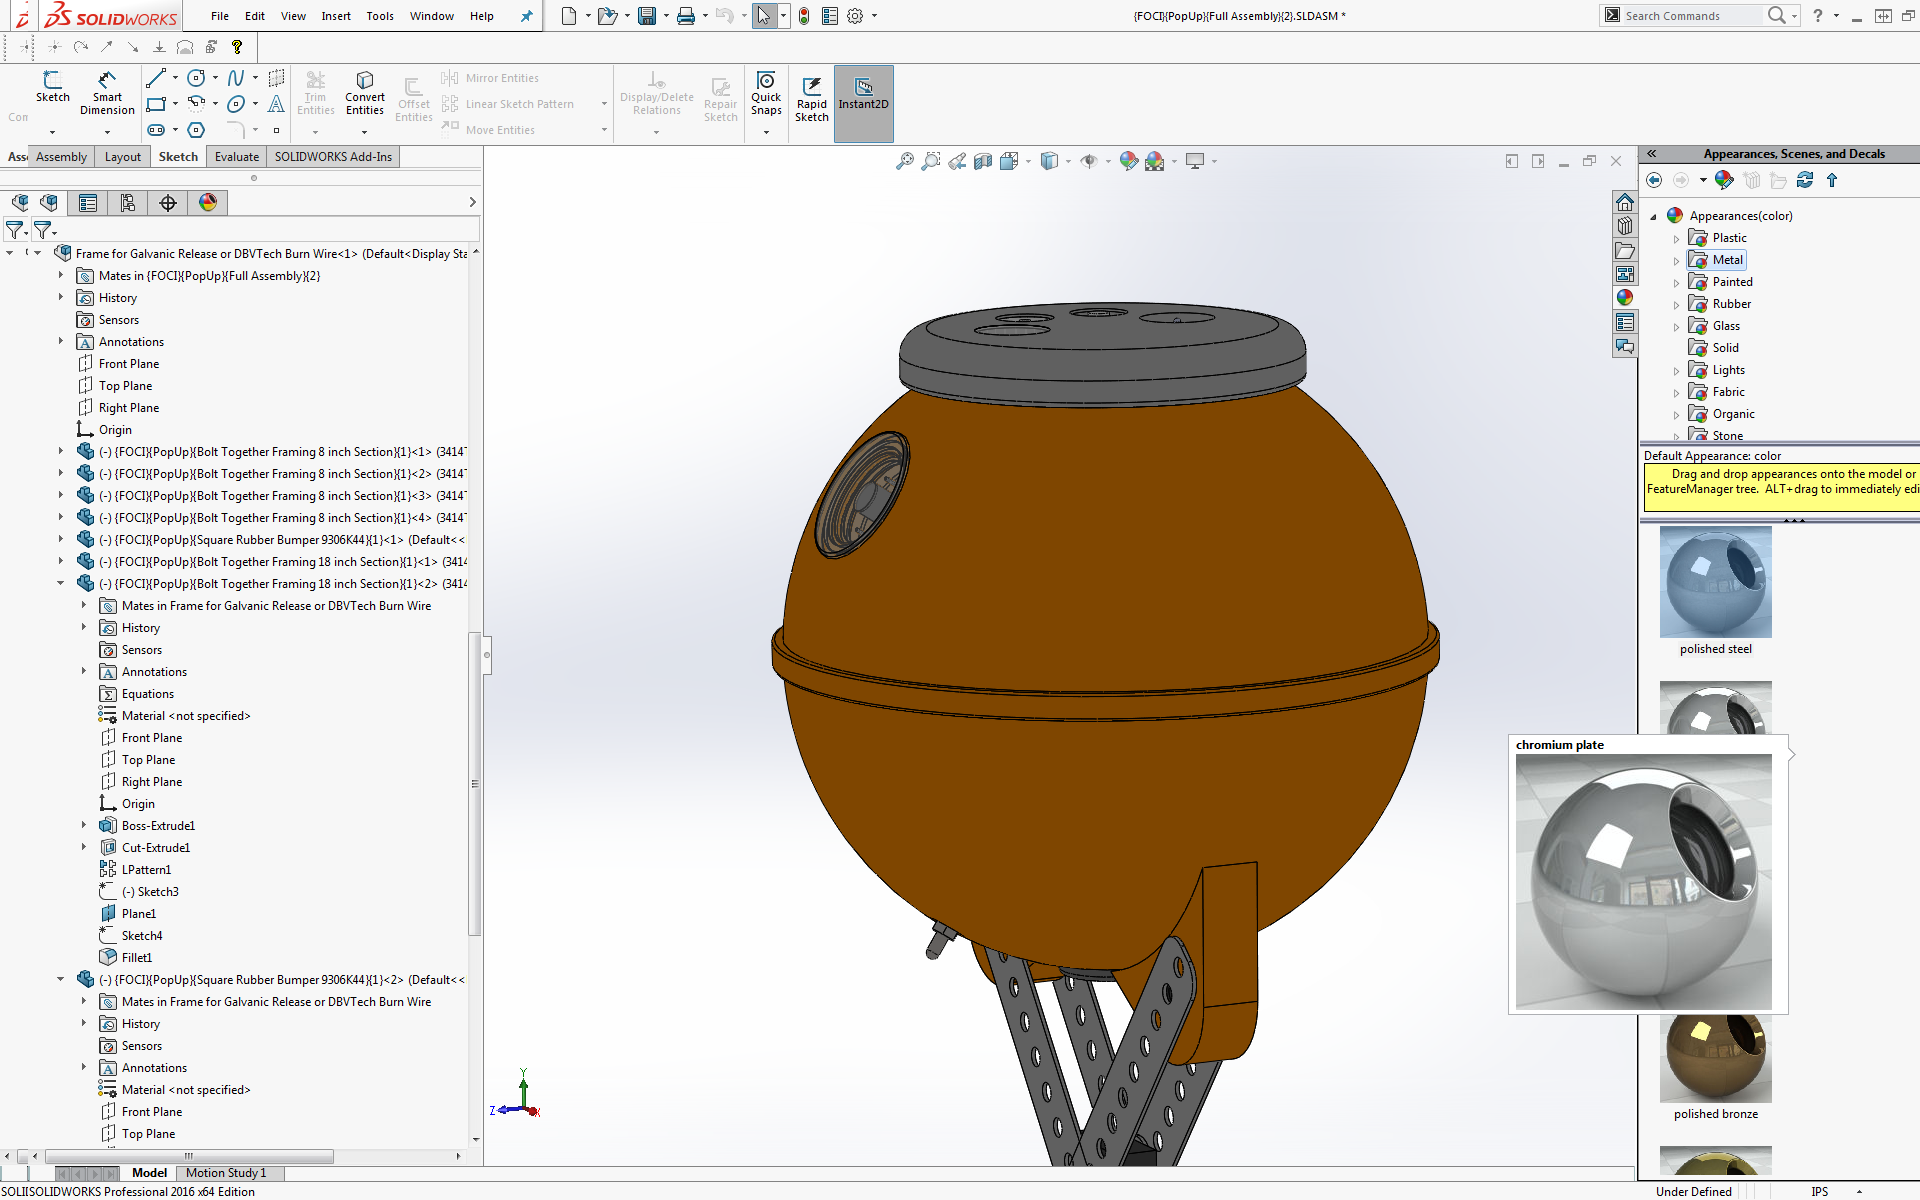 SOLIDWORKS
File Edit View Insert Tools Window Help
{FOCI}{PopUp}{Full Assembly}{2}.SLDASM *
Search Commands
Con
Sketch
Smart Dimension
Trim Entities
Convert Entities
Offset Entities
Mirror Entities
Linear Sketch Pattern
Move Entities
Display/Delete Relations
Repair Sketch
Quick Snaps
Rapid Sketch
Instant2D
Ass Assembly Layout Sketch Evaluate SOLIDWORKS Add-Ins
Frame for Galvanic Release or DBVTech Burn Wire<1> (Default<Display Sta
Mates in {FOCI}{PopUp}{Full Assembly}{2}
History
Sensors
Annotations
Front Plane
Top Plane
Right Plane
Origin
(-) {FOCI}{PopUp}{Bolt Together Framing 8 inch Section}{1}<1> (3414T
(-) {FOCI}{PopUp}{Bolt Together Framing 8 inch Section}{1}<2> (3414T
(-) {FOCI}{PopUp}{Bolt Together Framing 8 inch Section}{1}<3> (3414T
(-) {FOCI}{PopUp}{Bolt Together Framing 8 inch Section}{1}<4> (3414T
(-) {FOCI}{PopUp}{Square Rubber Bumper 9306K44}{1}<1> (Default<<
(-) {FOCI}{PopUp}{Bolt Together Framing 18 inch Section}{1}<1> (3414
(-) {FOCI}{PopUp}{Bolt Together Framing 18 inch Section}{1}<2> (3414
Mates in Frame for Galvanic Release or DBVTech Burn Wire
History
Sensors
Annotations
Equations
Material <not specified>
Front Plane
Top Plane
Right Plane
Origin
Boss-Extrude1
Cut-Extrude1
LPattern1
(-) Sketch3
Plane1
Sketch4
Fillet1
(-) {FOCI}{PopUp}{Square Rubber Bumper 9306K44}{1}<2> (Default<<
Mates in Frame for Galvanic Release or DBVTech Burn Wire
History
Sensors
Annotations
Material <not specified>
Front Plane
Top Plane
Y
Z
X
Appearances, Scenes, and Decals
Appearances(color)
Plastic
Metal
Painted
Rubber
Glass
Solid
Lights
Fabric
Organic
Stone
Default Appearance: color
Drag and drop appearances onto the model or
FeatureManager tree. ALT+drag to immediately edi
polished steel
chromium plate
polished bronze
Model Motion Study 1
SOLI SOLIDWORKS Professional 2016 x64 Edition
Under Defined IPS